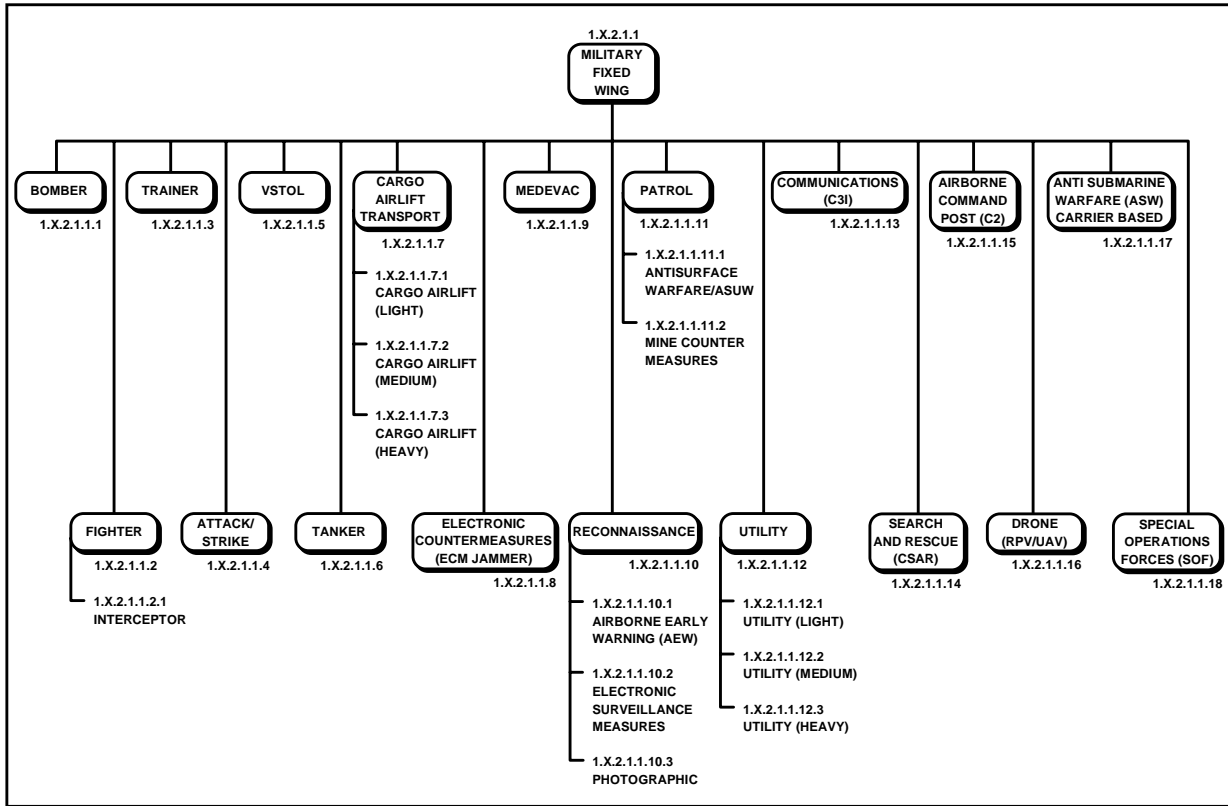 1.X.2.1.1
MILITARY
FIXED
WING
BOMBER
1.X.2.1.1.1
TRAINER
1.X.2.1.1.3
VSTOL
1.X.2.1.1.5
CARGO
AIRLIFT
TRANSPORT
1.X.2.1.1.7
1.X.2.1.1.7.1
CARGO AIRLIFT
(LIGHT)
1.X.2.1.1.7.2
CARGO AIRLIFT
(MEDIUM)
1.X.2.1.1.7.3
CARGO AIRLIFT
(HEAVY)
MEDEVAC
1.X.2.1.1.9
PATROL
1.X.2.1.1.11
1.X.2.1.1.11.1
ANTISURFACE
WARFARE/ASUW
1.X.2.1.1.11.2
MINE COUNTER
MEASURES
COMMUNICATIONS
(C3I)
1.X.2.1.1.13
AIRBORNE
COMMAND
POST (C2)
1.X.2.1.1.15
ANTI SUBMARINE
WARFARE (ASW)
CARRIER BASED
1.X.2.1.1.17
FIGHTER
1.X.2.1.1.2
1.X.2.1.1.2.1
INTERCEPTOR
ATTACK/
STRIKE
1.X.2.1.1.4
TANKER
1.X.2.1.1.6
ELECTRONIC
COUNTERMEASURES
(ECM JAMMER)
1.X.2.1.1.8
RECONNAISSANCE
1.X.2.1.1.10
1.X.2.1.1.10.1
AIRBORNE EARLY
WARNING (AEW)
1.X.2.1.1.10.2
ELECTRONIC
SURVEILLANCE
MEASURES
1.X.2.1.1.10.3
PHOTOGRAPHIC
UTILITY
1.X.2.1.1.12
1.X.2.1.1.12.1
UTILITY (LIGHT)
1.X.2.1.1.12.2
UTILITY (MEDIUM)
1.X.2.1.1.12.3
UTILITY (HEAVY)
SEARCH
AND RESCUE
(CSAR)
1.X.2.1.1.14
DRONE
(RPV/UAV)
1.X.2.1.1.16
SPECIAL
OPERATIONS
FORCES (SOF)
1.X.2.1.1.18